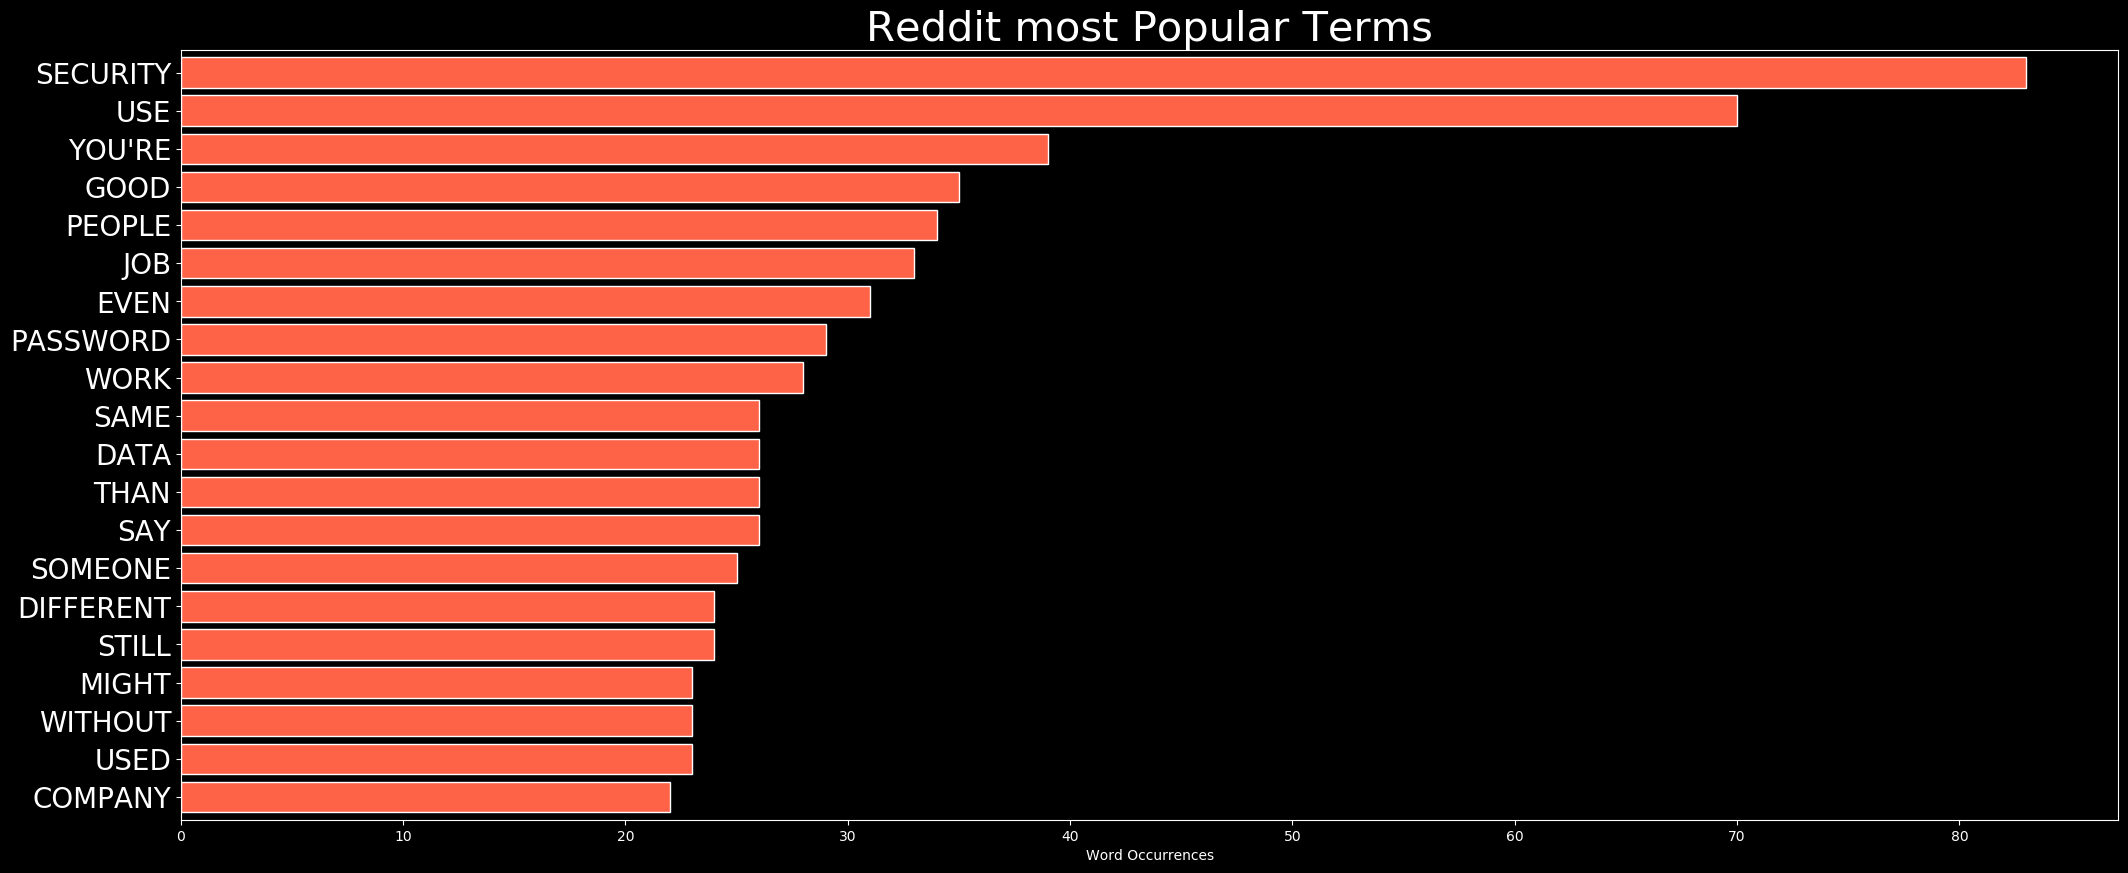 Reddit most Popular Terms
SECURITY
USE
YOU'RE
GOOD
PEOPLE
JOB
EVEN
PASSWORD
WORK
SAME
DATA
THAN
SAY
SOMEONE
DIFFERENT
STILL
MIGHT
WITHOUT
USED
COMPANY
0 10 20 30 40 50 60 70 80
Word Occurrences